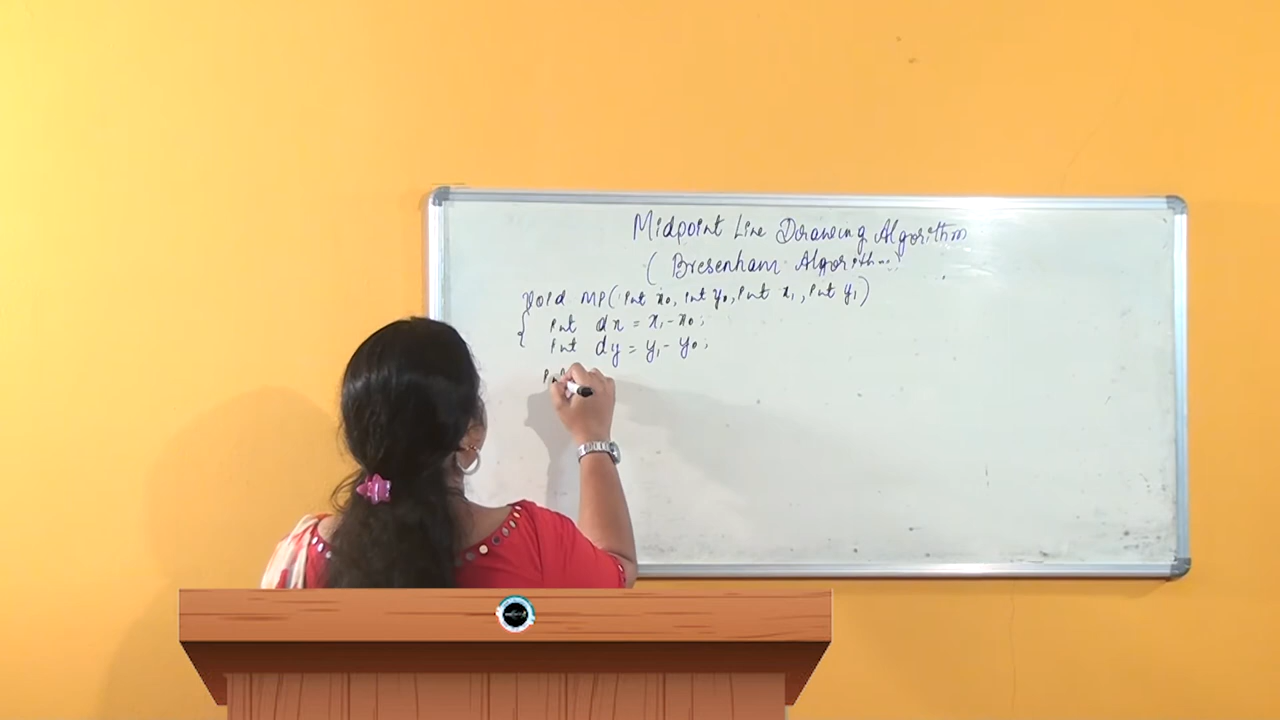 Midpoint Line Drawing Algorithm
( Bresenham Algorithm)
void MP( int x0, int y0, int x1, int y1)
{ int dx = x1 - x0;
int dy = y1 - y0;